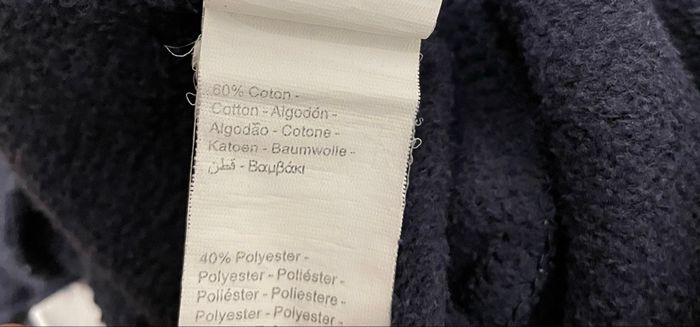 60% Coton -
Cotton - Algodón -
Algodão - Cotone -
Katoen - Baumwolle -
قطن - Βαμβάκι
40% Polyester -
Polyester - Poliéster -
Poliéster - Poliestere -
Polyester - Polyester -